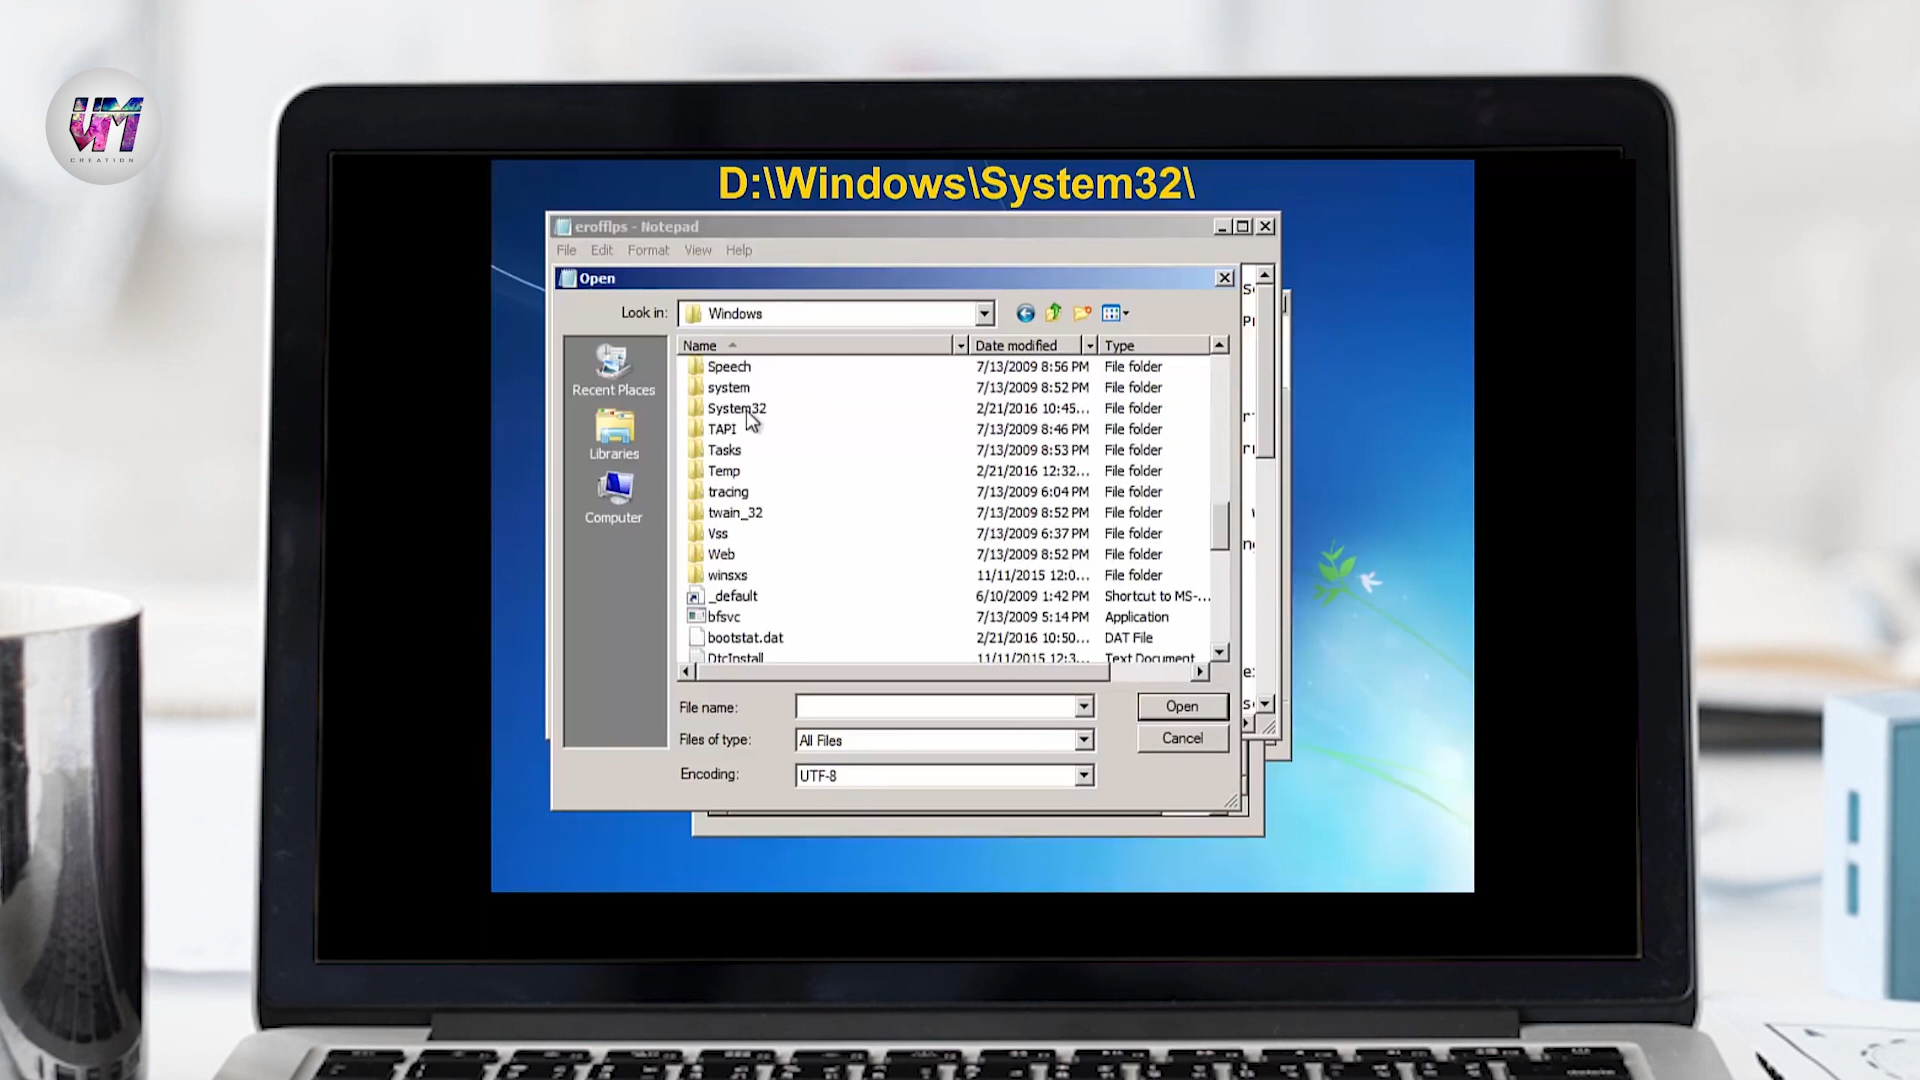 VM
CREATION
D:\Windows\System32\
erofflps - Notepad
File Edit Format View Help
Open
Look in: Windows
Name Date modified Type
Speech 7/13/2009 8:56 PM File folder
system 7/13/2009 8:52 PM File folder
System32 2/21/2016 10:45... File folder
TAPI 7/13/2009 8:46 PM File folder
Tasks 7/13/2009 8:53 PM File folder
Temp 2/21/2016 12:32... File folder
tracing 7/13/2009 6:04 PM File folder
twain_32 7/13/2009 8:52 PM File folder
Vss 7/13/2009 6:37 PM File folder
Web 7/13/2009 8:52 PM File folder
winsxs 11/11/2015 12:0... File folder
_default 6/10/2009 1:42 PM Shortcut to MS-...
bfsvc 7/13/2009 5:14 PM Application
bootstat.dat 2/21/2016 10:50... DAT File
DtcInstall 11/11/2015 12:3... Text Document
Recent Places
Libraries
Computer
File name:
Open
Files of type: All Files
Cancel
Encoding: UTF-8